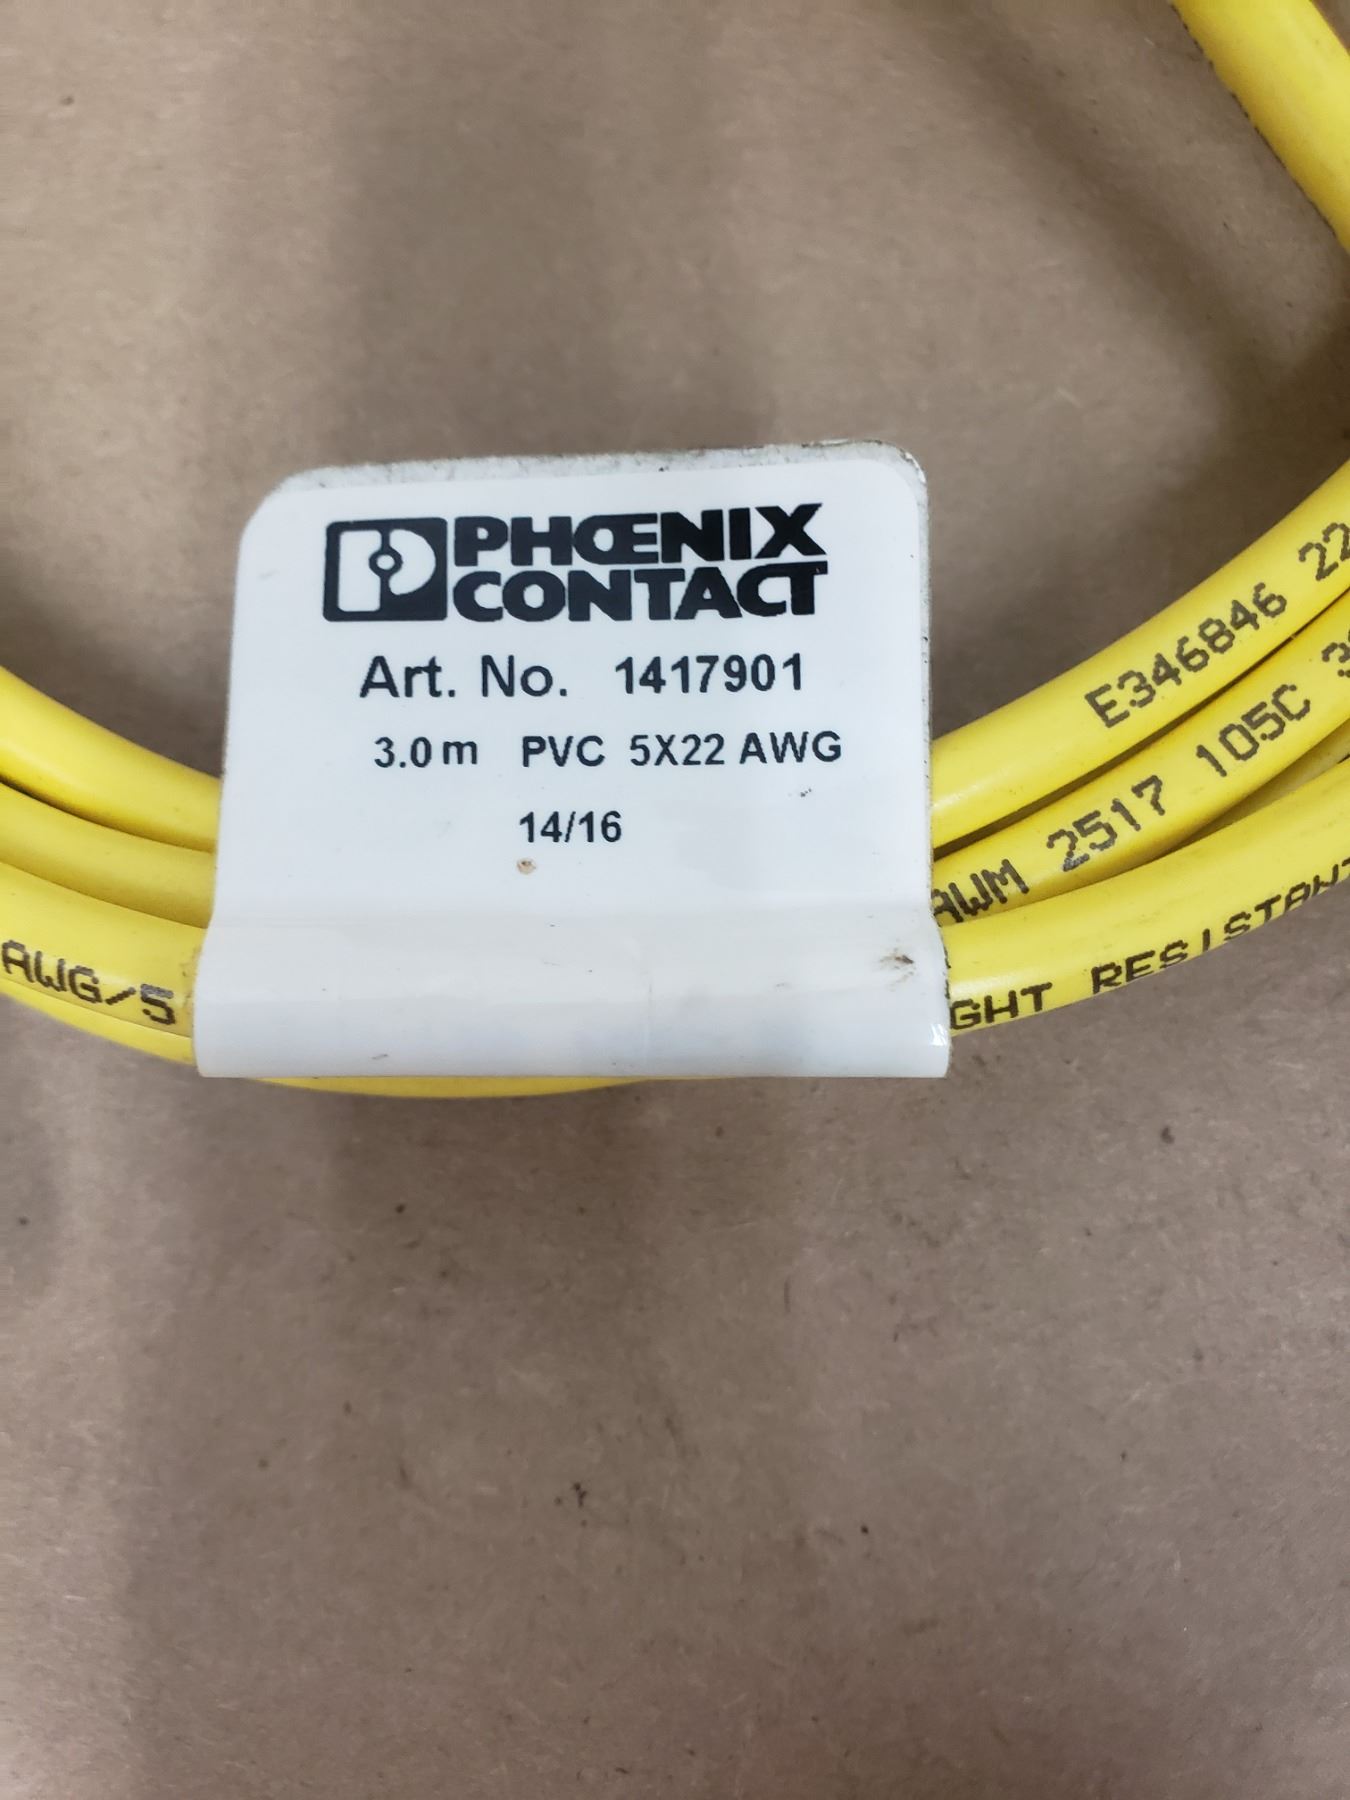 PHŒNIX
CONTACT
Art. No. 1417901
3.0 m PVC 5X22 AWG
14/16
E346846 22
AWM 2517 105C
AWG/5
GHT RESISTANT